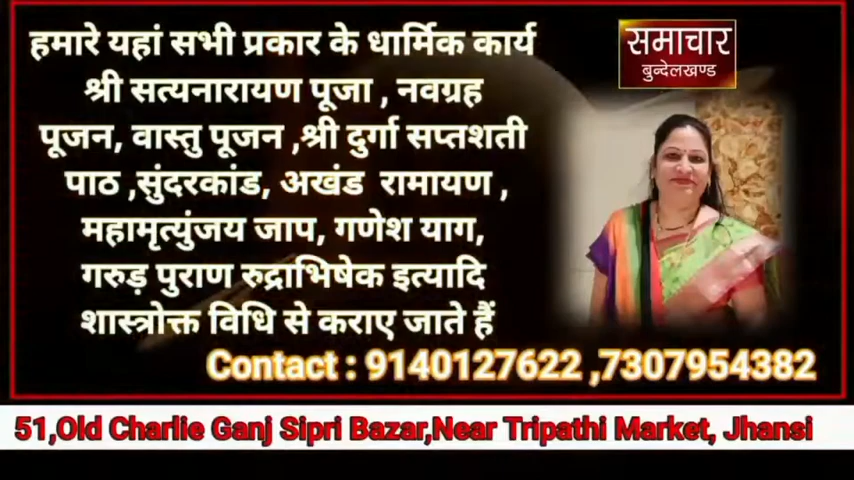 समाचार
बुन्देलखण्ड
हमारे यहां सभी प्रकार के धार्मिक कार्य
श्री सत्यनारायण पूजा , नवग्रह
पूजन, वास्तु पूजन ,श्री दुर्गा सप्तशती
पाठ ,सुंदरकांड, अखंड रामायण ,
महामृत्युंजय जाप, गणेश याग,
गरुड़ पुराण रुद्राभिषेक इत्यादि
शास्त्रोक्त विधि से कराए जाते हैं
Contact : 9140127622 ,7307954382
51,Old Charlie Ganj Sipri Bazar,Near Tripathi Market, Jhansi